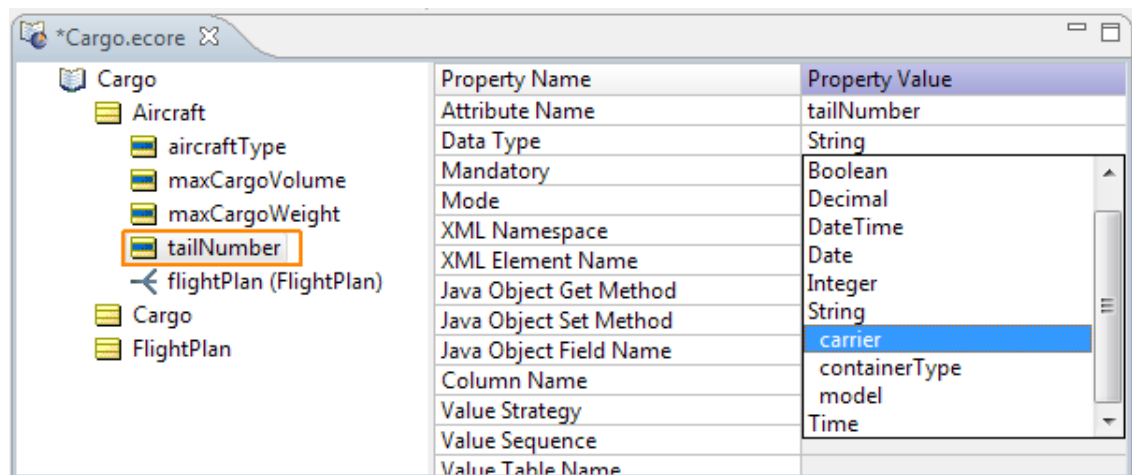 *Cargo.ecore
Cargo
Aircraft
aircraftType
maxCargoVolume
maxCargoWeight
tailNumber
flightPlan (FlightPlan)
Cargo
FlightPlan
Property Name Property Value
Attribute Name tailNumber
Data Type String
Mandatory
Mode
XML Namespace
XML Element Name
Java Object Get Method
Java Object Set Method
Java Object Field Name
Column Name
Value Strategy
Value Sequence
Value Table Name
Boolean
Decimal
DateTime
Date
Integer
String
carrier
containerType
model
Time